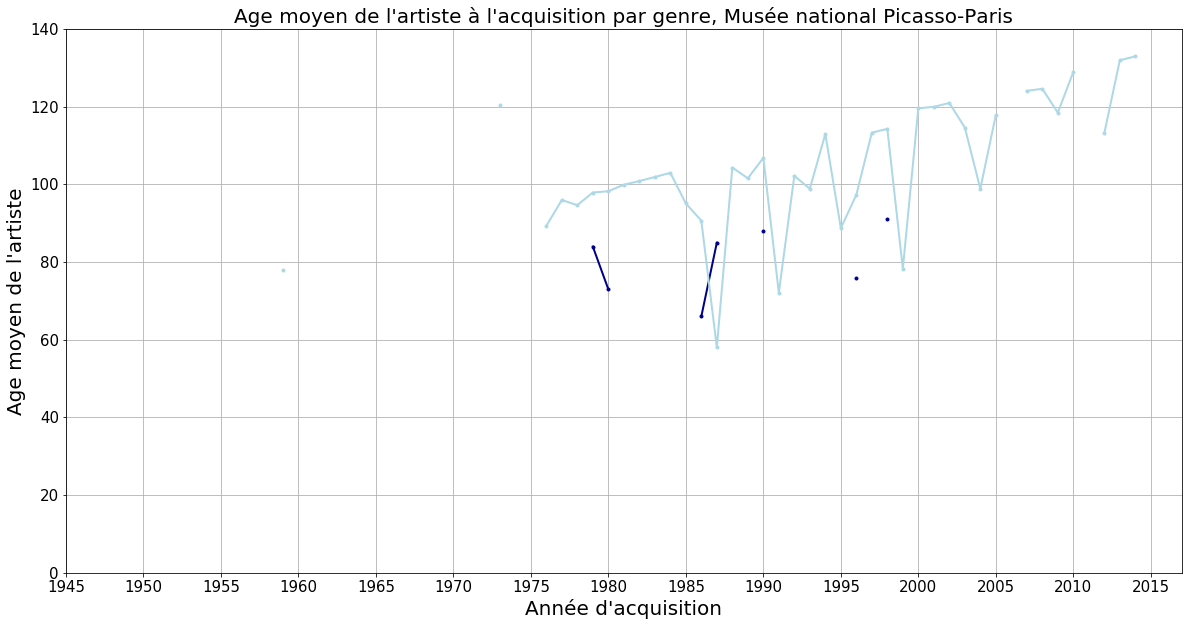 Age moyen de l'artiste à l'acquisition par genre, Musée national Picasso-Paris
140
120
100
80
60
40
20
0
Age moyen de l'artiste
1945 1950 1955 1960 1965 1970 1975 1980 1985 1990 1995 2000 2005 2010 2015
Année d'acquisition